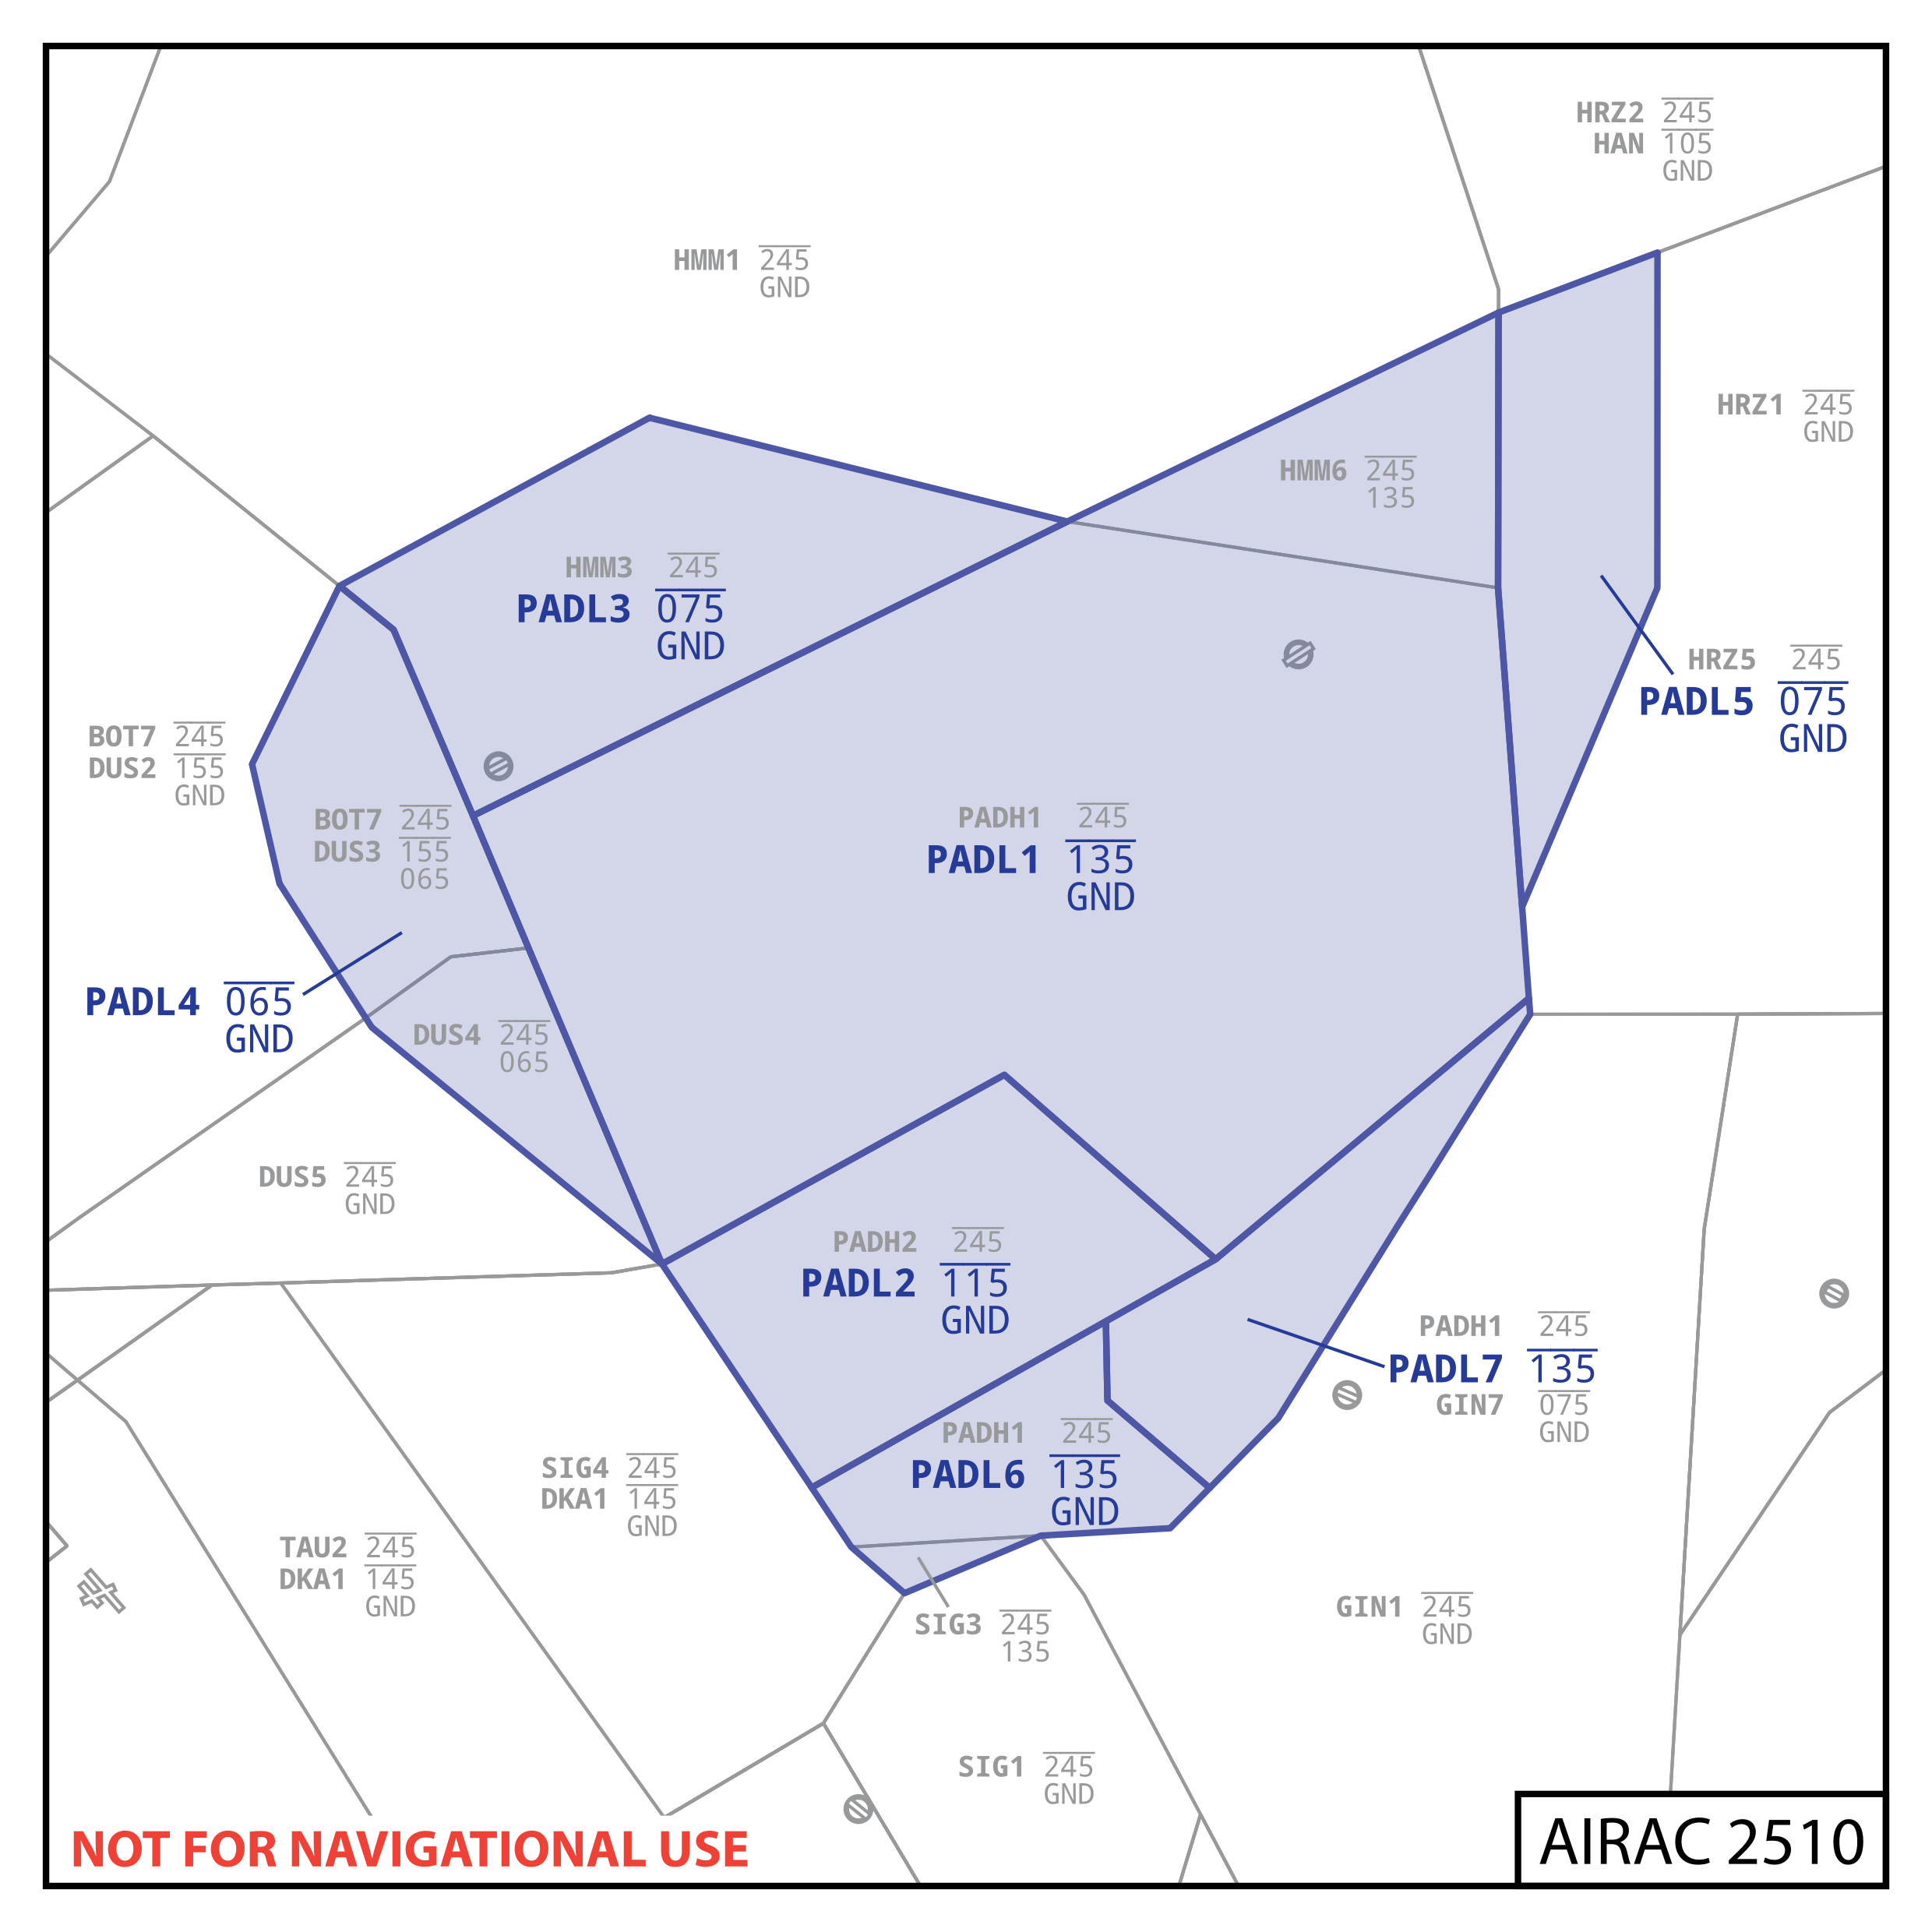 HRZ2 245
HAN 105
GND
HMM1 245
GND
HRZ1 245
GND
HMM6 245
135
HMM3 245
PADL3 075
GND
HRZ5 245
PADL5 075
GND
BOT7 245
DUS2 155
GND
BOT7 245
DUS3 155
065
PADH1 245
PADL1 135
GND
PADL4 065
GND
DUS4 245
065
DUS5 245
GND
PADH2 245
PADL2 115
GND
PADH1 245
PADL7 135
GIN7 075
GND
PADH1 245
PADL6 135
GND
SIG4 245
DKA1 145
GND
TAU2 245
DKA1 145
GND
SIG3 245
135
GIN1 245
GND
SIG1 245
GND
NOT FOR NAVIGATIONAL USE
AIRAC 2510